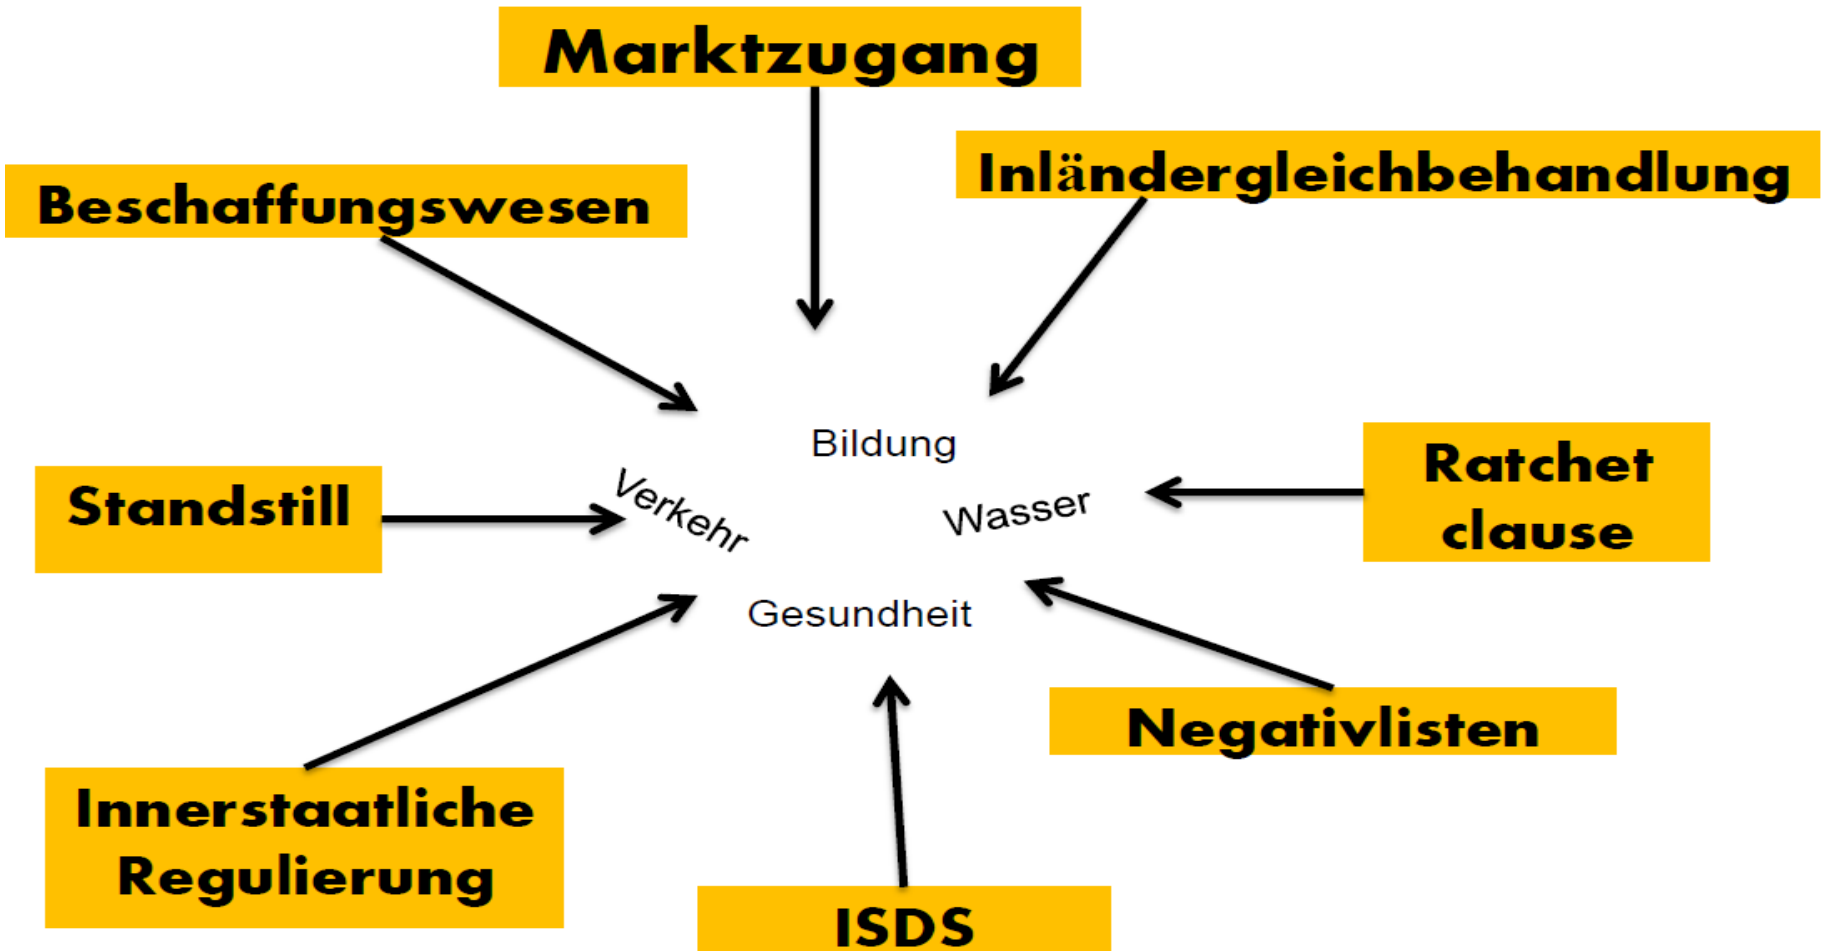 Marktzugang
Inländergleichbehandlung
Beschaffungswesen
Bildung
Ratchet
clause
Standstill
Verkehr
Wasser
Gesundheit
Negativlisten
Innerstaatliche
Regulierung
ISDS